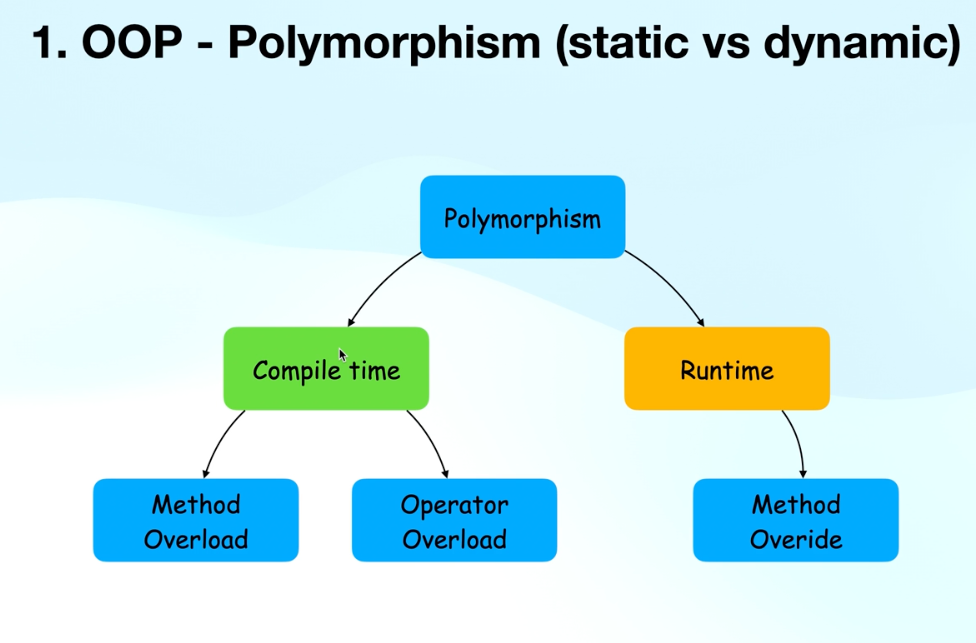 1. OOP - Polymorphism (static vs dynamic)
Polymorphism
Compile time
Runtime
Method
Overload
Operator
Overload
Method
Overide